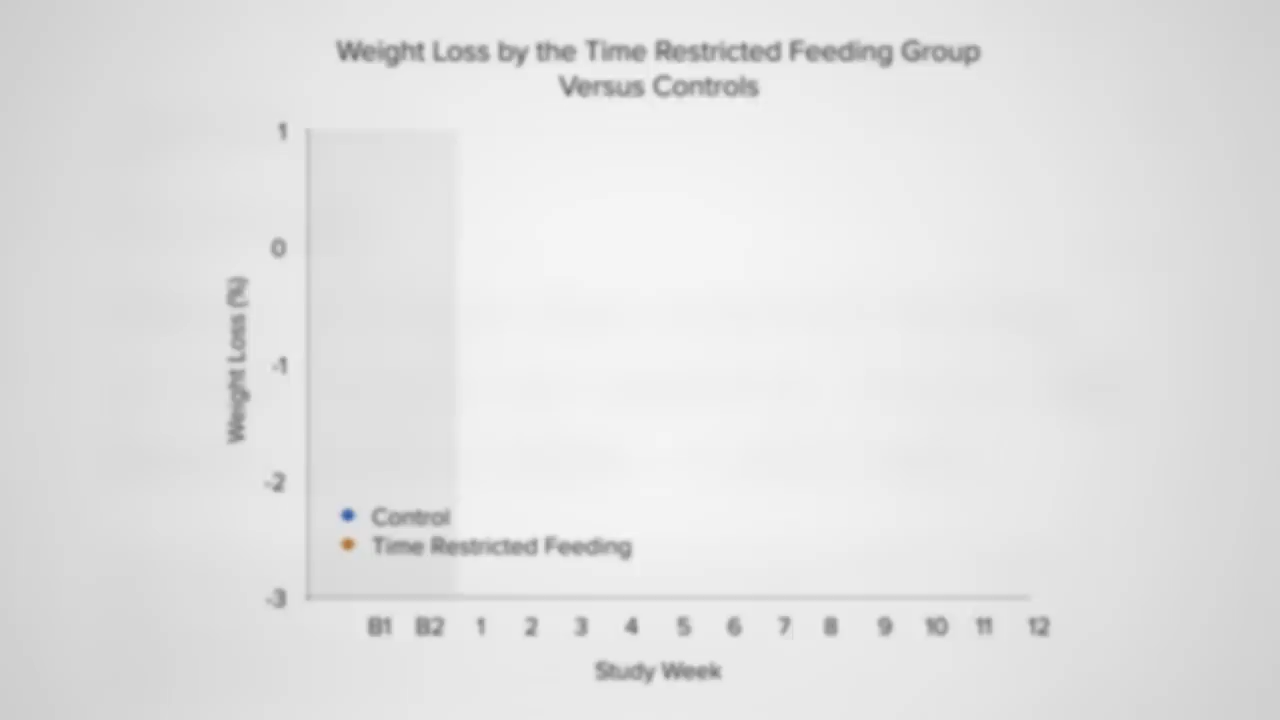 Weight Loss by the Time Restricted Feeding Group
Versus Controls
1
0
-1
-2
-3
Weight Loss (%)
Control
Time Restricted Feeding
B1 B2 1 2 3 4 5 6 7 8 9 10 11 12
Study Week